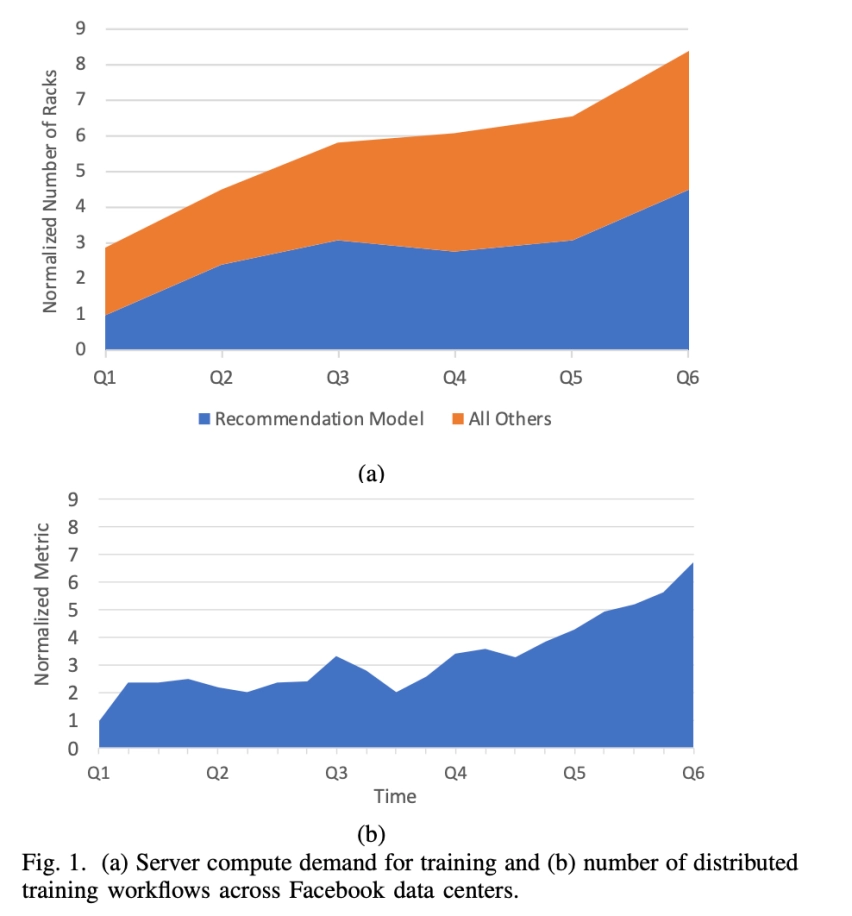 9
8
7
6
5
4
3
2
1
0
Normalized Number of Racks
Q1 Q2 Q3 Q4 Q5 Q6
Recommendation Model All Others
(a)
9
8
7
6
5
4
3
2
1
0
Normalized Metric
Q1 Q2 Q3 Q4 Q5 Q6
Time
(b)
Fig. 1. (a) Server compute demand for training and (b) number of distributed
training workflows across Facebook data centers.